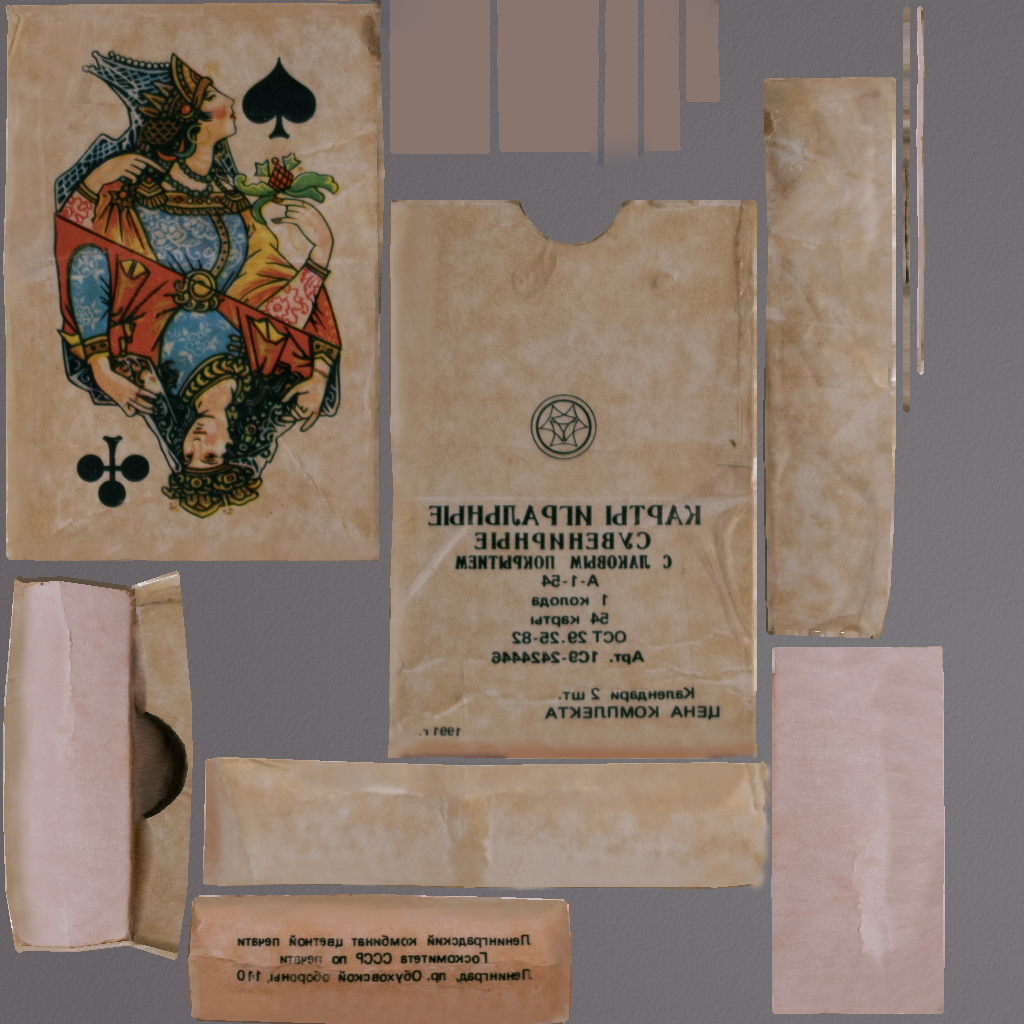 КАРТЫ ИГРАЛЬНЫЕ
СУВЕНИРНЫЕ
С ЛАКОВЫМ ПОКРЫТИЕМ
А-1-54
1 колода
54 карты
ОСТ 29.26-82
Арт. 1С9-2424446
Календари 2 шт.
ЦЕНА КОМПЛЕКТА
1991 г.
Ленинградский комбинат цветной печати
Госкомитета СССР по печати
Ленинград, пр. Обуховской обороны, 110